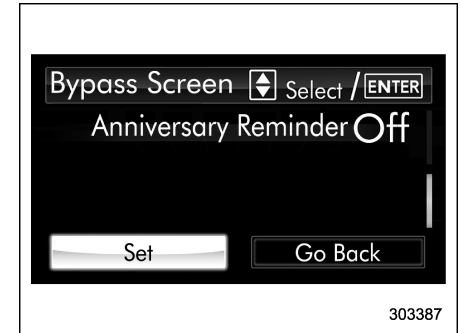 Bypass Screen Select / ENTER
Anniversary Reminder Off
Set Go Back
303387